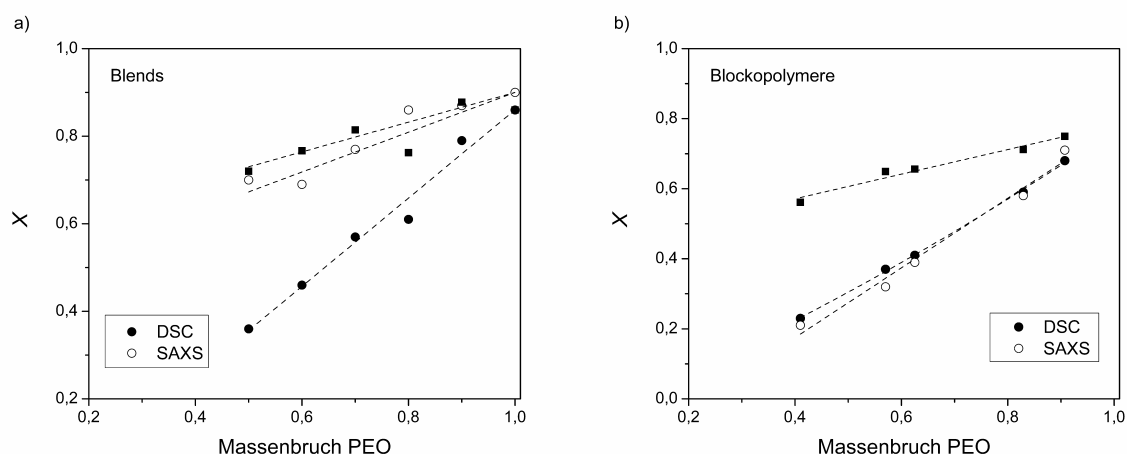 a)
1,0
Blends
0,8
X
0,6
0,4
DSC
SAXS
0,2
0,2 0,4 0,6 0,8 1,0
Massenbruch PEO
b)
1,0
Blockopolymere
0,8
0,6
X
0,4
0,2
DSC
SAXS
0,0
0,2 0,4 0,6 0,8 1,0
Massenbruch PEO